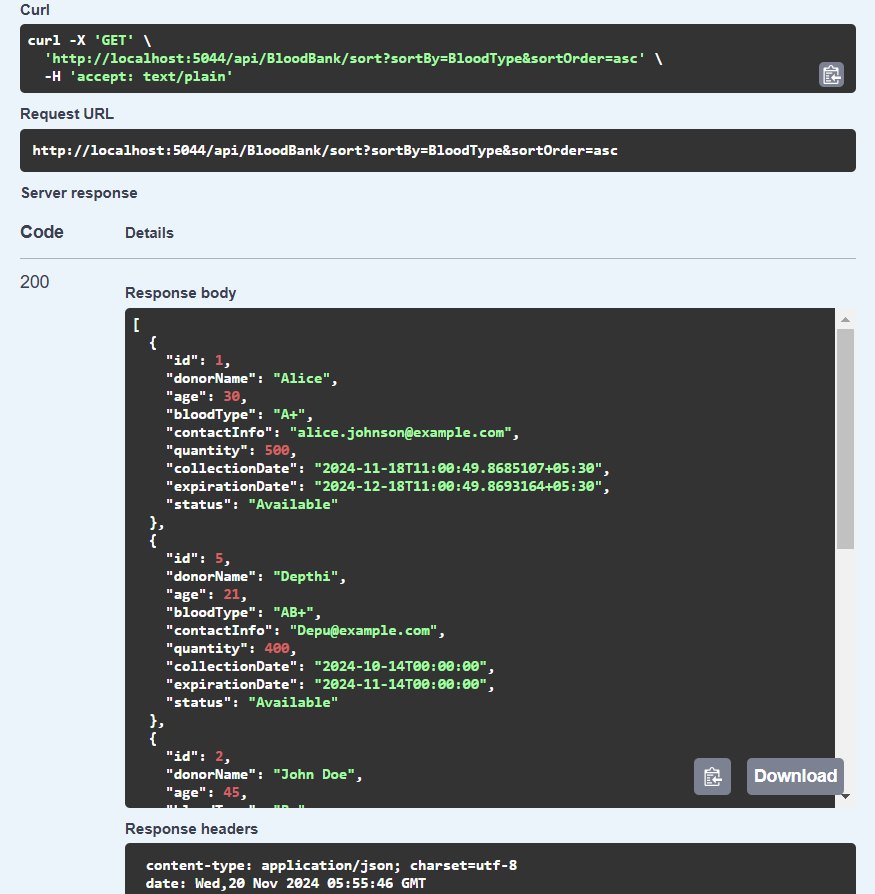 Curl
curl -X 'GET' \
'http://localhost:5044/api/BloodBank/sort?sortBy=BloodType&sortOrder=asc' \
-H 'accept: text/plain'
Request URL
http://localhost:5044/api/BloodBank/sort?sortBy=BloodType&sortOrder=asc
Server response
Code Details
200
Response body
[
{
"id": 1,
"donorName": "Alice",
"age": 30,
"bloodType": "A+",
"contactInfo": "alice.johnson@example.com",
"quantity": 500,
"collectionDate": "2024-11-18T11:00:49.8685107+05:30",
"expirationDate": "2024-12-18T11:00:49.8693164+05:30",
"status": "Available"
},
{
"id": 5,
"donorName": "Depthi",
"age": 21,
"bloodType": "AB+",
"contactInfo": "Depu@example.com",
"quantity": 400,
"collectionDate": "2024-10-14T00:00:00",
"expirationDate": "2024-11-14T00:00:00",
"status": "Available"
},
{
"id": 2,
"donorName": "John Doe",
"age": 45,
Download
Response headers
content-type: application/json; charset=utf-8
date: Wed,20 Nov 2024 05:55:46 GMT